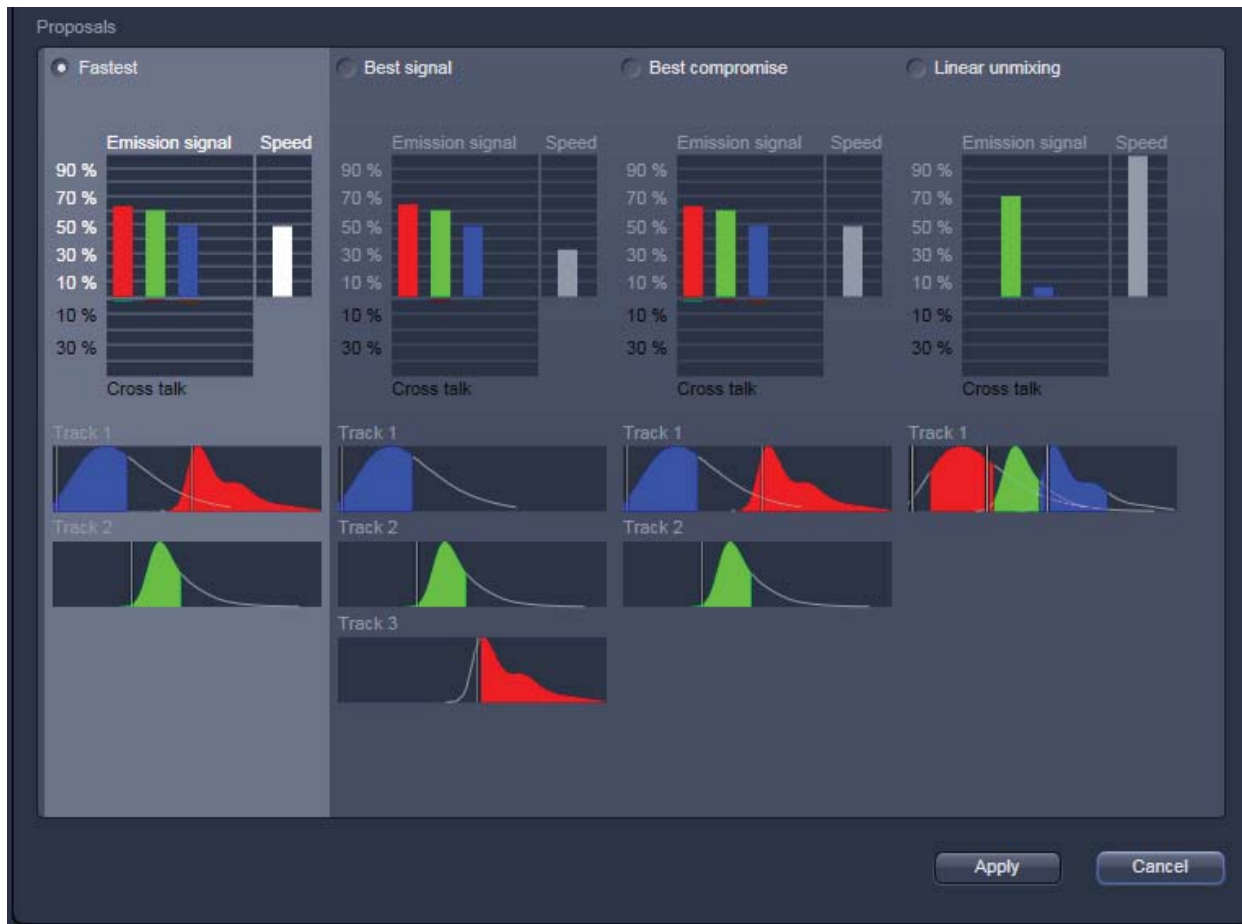 Proposals
Fastest
Best signal
Best compromise
Linear unmixing
Emission signal Speed
90 %
70 %
50 %
30 %
10 %
10 %
30 %
Cross talk
Track 1
Track 2
Emission signal Speed
90 %
70 %
50 %
30 %
10 %
10 %
30 %
Cross talk
Track 1
Track 2
Track 3
Emission signal Speed
90 %
70 %
50 %
30 %
10 %
10 %
30 %
Cross talk
Track 1
Track 2
Emission signal Speed
90 %
70 %
50 %
30 %
10 %
10 %
30 %
Cross talk
Track 1
Apply
Cancel